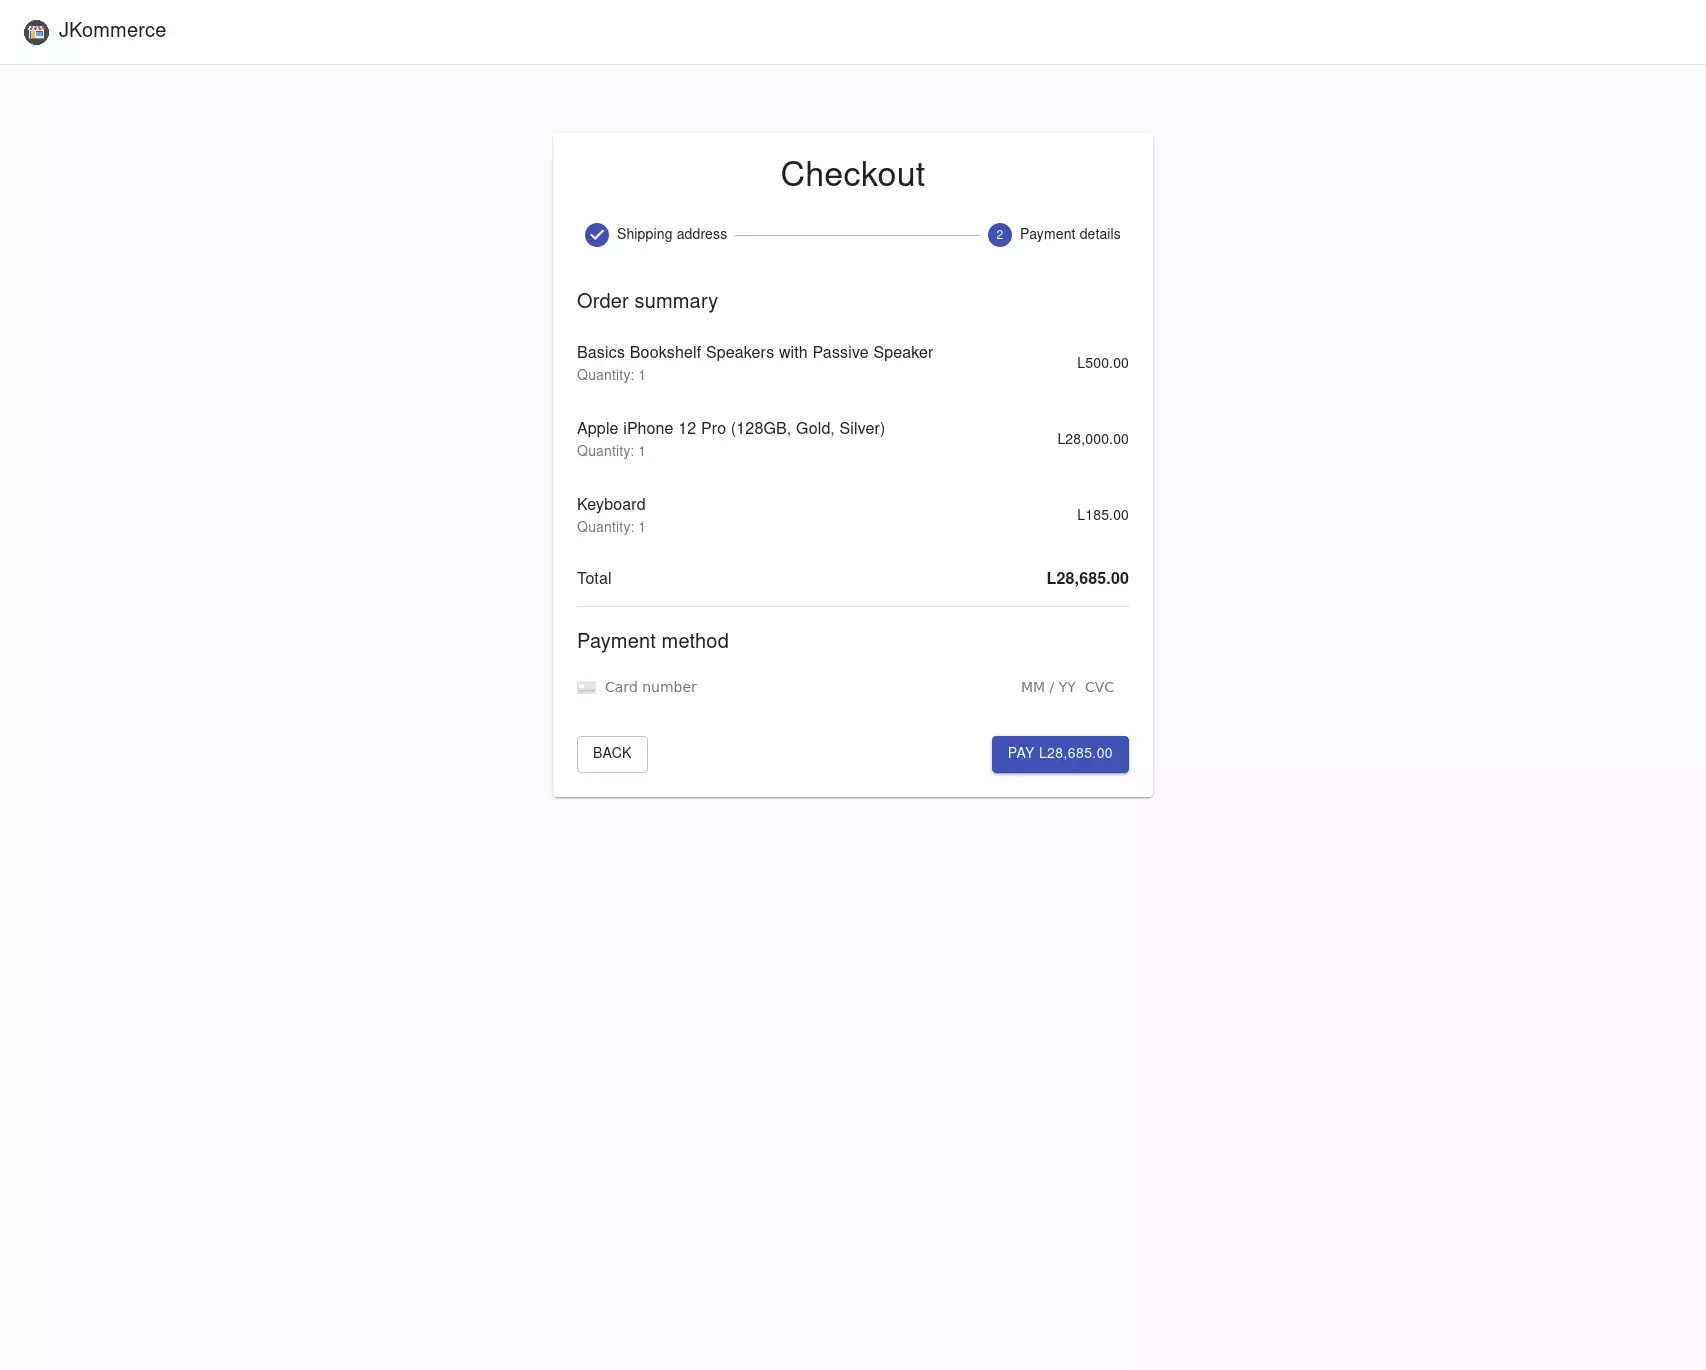 JKommerce
Checkout
Shipping address
2 Payment details
Order summary
Basics Bookshelf Speakers with Passive Speaker
Quantity: 1
L500.00
Apple iPhone 12 Pro (128GB, Gold, Silver)
Quantity: 1
L28,000.00
Keyboard
Quantity: 1
L185.00
Total L28,685.00
Payment method
Card number MM / YY CVC
BACK PAY L28,685.00